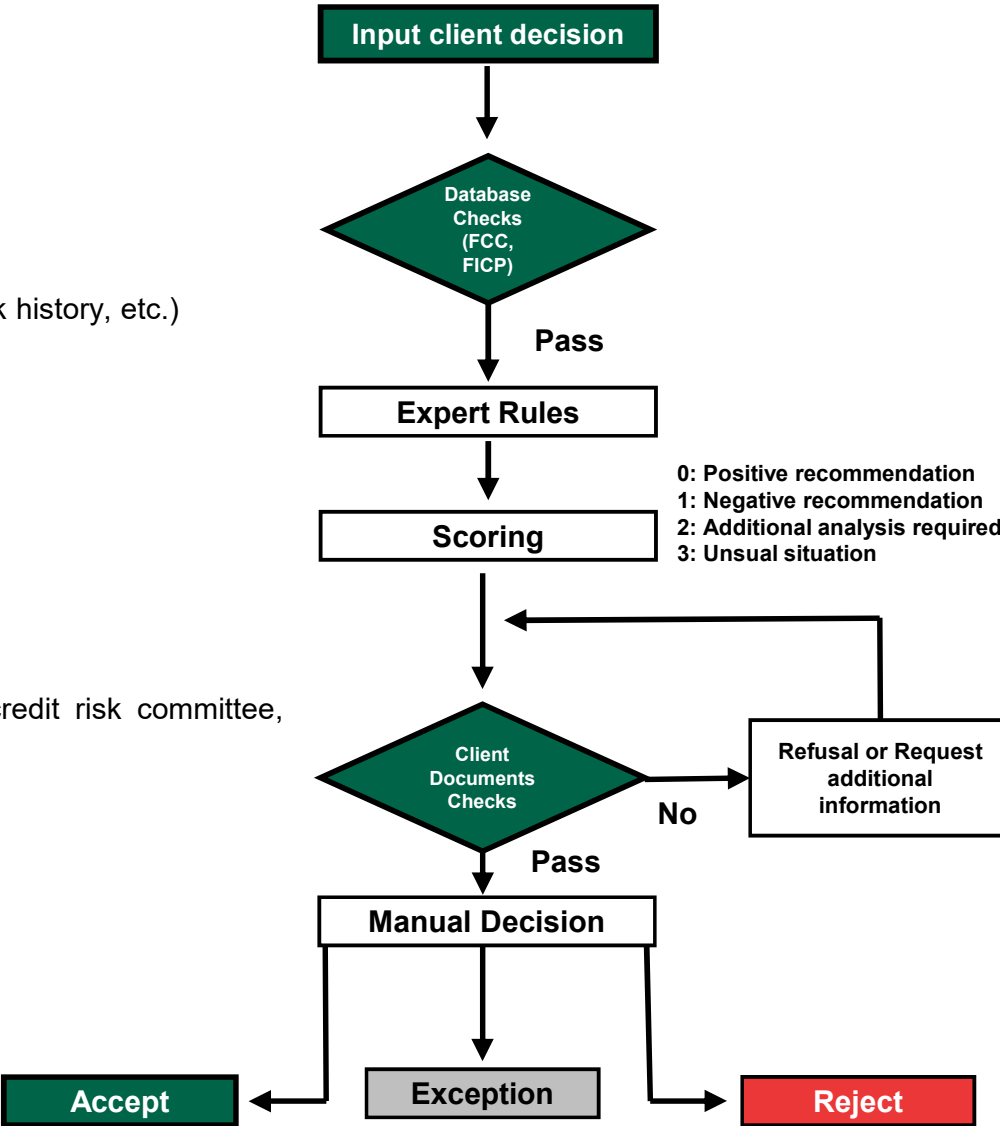 Input client decision
Database
Checks
(FCC,
FICP)
history, etc.)
Pass
Expert Rules
0: Positive recommendation
1: Negative recommendation
2: Additional analysis required
3: Unsual situation
Scoring
credit risk committee,
Client
Documents
Checks
Refusal or Request
additional
information
No
Pass
Manual Decision
Accept
Exception
Reject